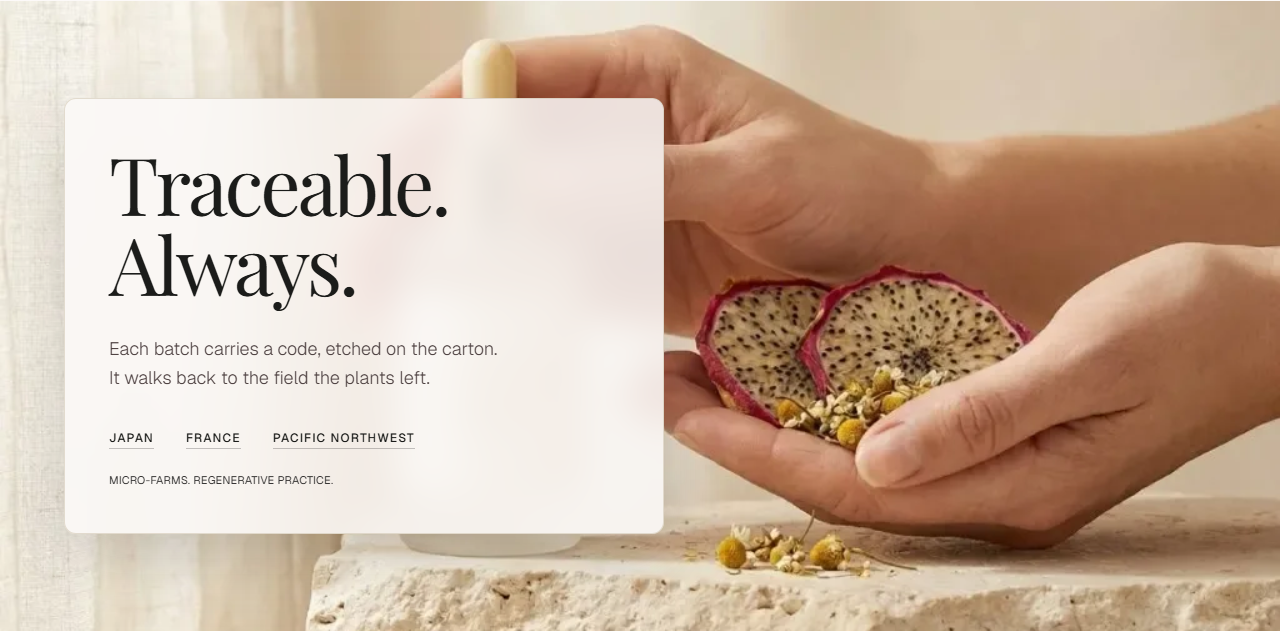 Traceable.
Always.
Each batch carries a code, etched on the carton.
It walks back to the field the plants left.
JAPAN FRANCE PACIFIC NORTHWEST
MICRO-FARMS. REGENERATIVE PRACTICE.